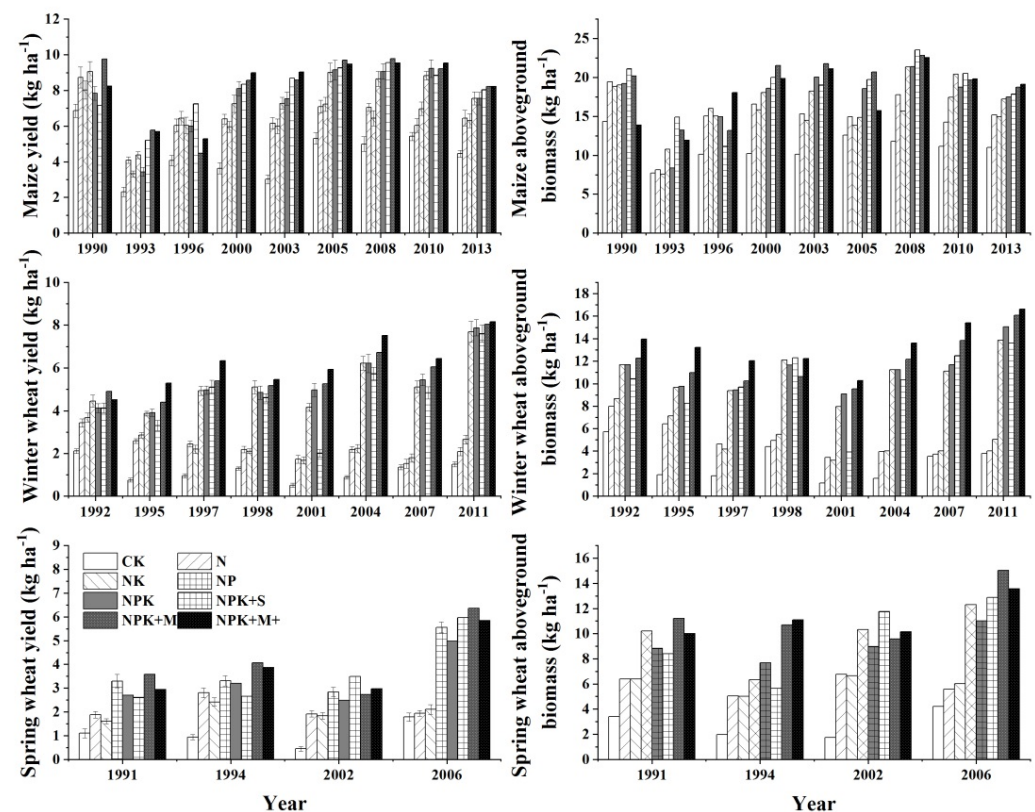 Maize yield (kg ha⁻¹)
12
10
8
6
4
2
0
1990 1993 1996 2000 2003 2005 2008 2010 2013
Maize aboveground
biomass (kg ha⁻¹)
25
20
15
10
5
0
1990 1993 1996 2000 2003 2005 2008 2010 2013
Winter wheat yield (kg ha⁻¹)
10
8
6
4
2
0
1992 1995 1997 1998 2001 2004 2007 2011
Winter wheat aboveground
biomass (kg ha⁻¹)
18
16
14
12
10
8
6
4
2
0
1992 1995 1997 1998 2001 2004 2007 2011
Spring wheat yield (kg ha⁻¹)
9
8
7
6
5
4
3
2
1
0
CK N
NK NP
NPK NPK+S
NPK+M NPK+M+
1991 1994 2002 2006
Year
Spring wheat aboveground
biomass (kg ha⁻¹)
16
14
12
10
8
6
4
2
0
1991 1994 2002 2006
Year